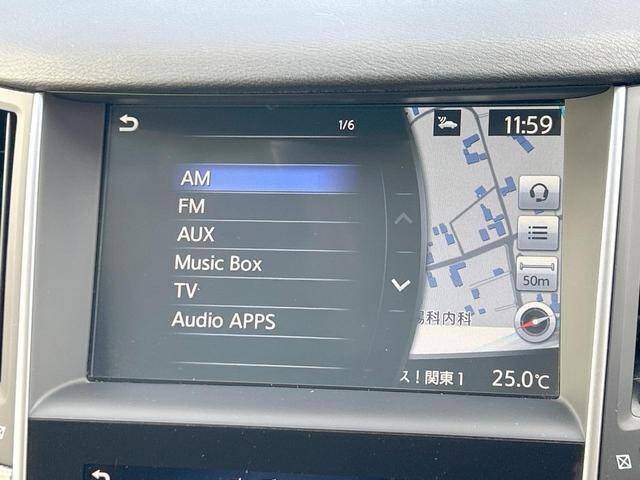 1/6
11:59
AM
FM
AUX
Music Box
TV
Audio APPS
50m
科内科
ス！関東1
25.0℃